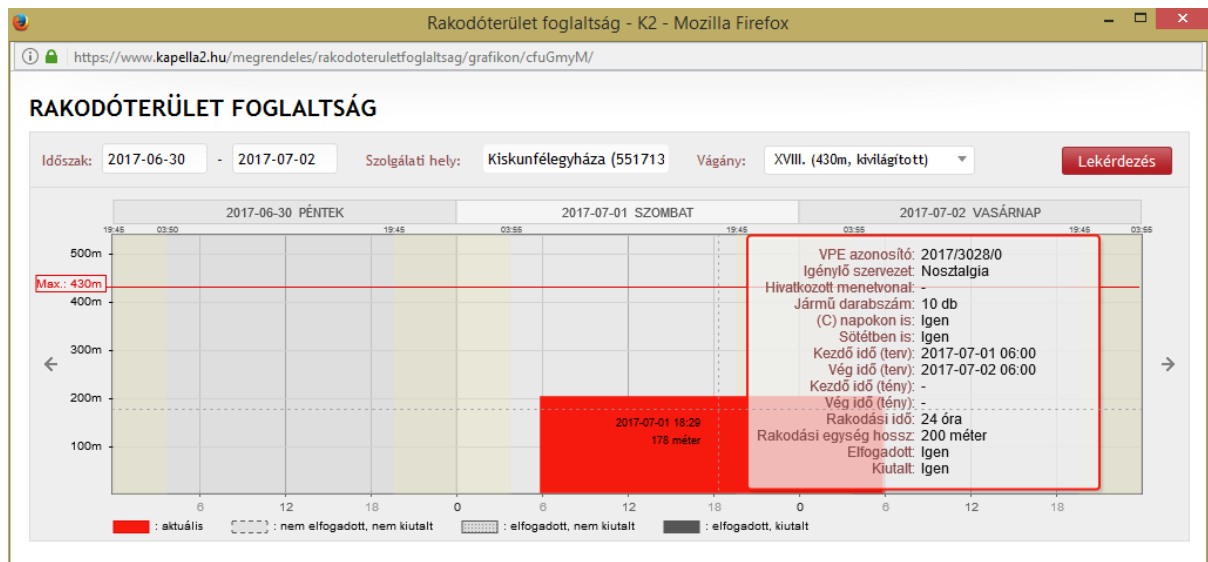 Rakodóterület foglaltság - K2 - Mozilla Firefox
https://www.kapella2.hu/megrendeles/rakodoteruletfoglaltsag/grafikon/cfuGmyM/
RAKODÓTERÜLET FOGLALTSÁG
Időszak: 2017-06-30 - 2017-07-02 Szolgálati hely: Kiskunfélegyháza (551713 Vágány: XVIII. (430m, kivilágított) Lekérdezés
2017-06-30 PÉNTEK 2017-07-01 SZOMBAT 2017-07-02 VASÁRNAP
19:45 03:50 19:45 03:55 19:45 03:55 19:45 03:55
500m
Max.: 430m
400m
300m
200m
100m
2017-07-01 18:29
178 méter
VPE azonosító: 2017/3028/0
Igénylő szervezet: Nosztalgia
Hivatkozott menetvonal: -
Jármű darabszám: 10 db
(C) napokon is: Igen
Sötétben is: Igen
Kezdő idő (terv): 2017-07-01 06:00
Vég idő (terv): 2017-07-02 06:00
Kezdő idő (tény): -
Vég idő (tény): -
Rakodási idő: 24 óra
Rakodási egység hossz: 200 méter
Elfogadott: Igen
Kiutalt: Igen
6 12 18 0 6 12 18 0 6 12 18
: aktuális : nem elfogadott, nem kiutalt : elfogadott, nem kiutalt : elfogadott, kiutalt